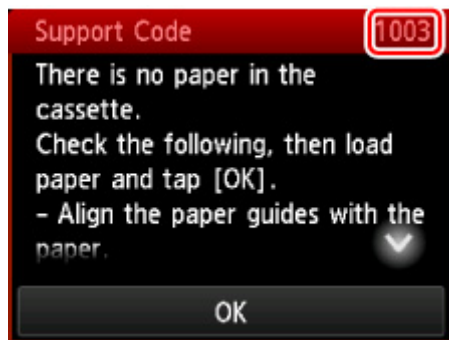 Support Code 1003
There is no paper in the
cassette.
Check the following, then load
paper and tap [OK].
– Align the paper guides with the
paper.
OK